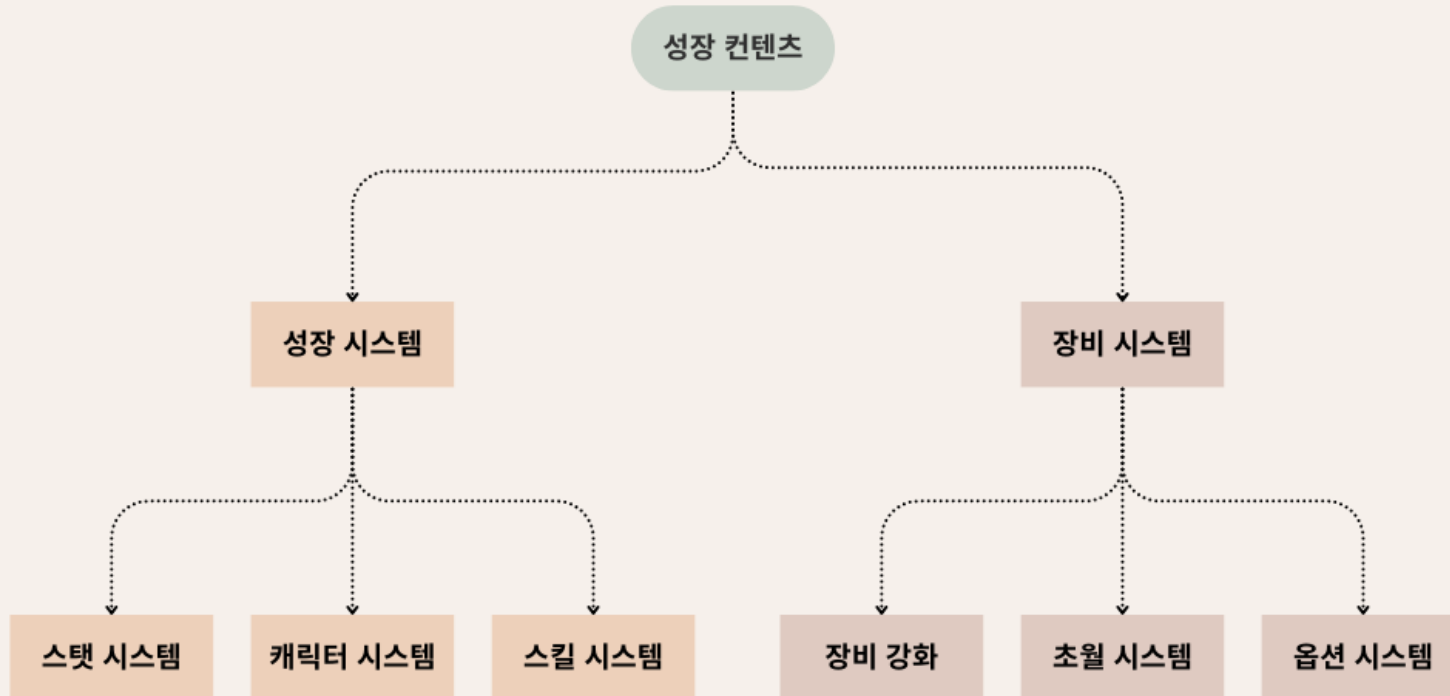 성장 컨텐츠
성장 시스템
장비 시스템
스탯 시스템
캐릭터 시스템
스킬 시스템
장비 강화
초월 시스템
옵션 시스템